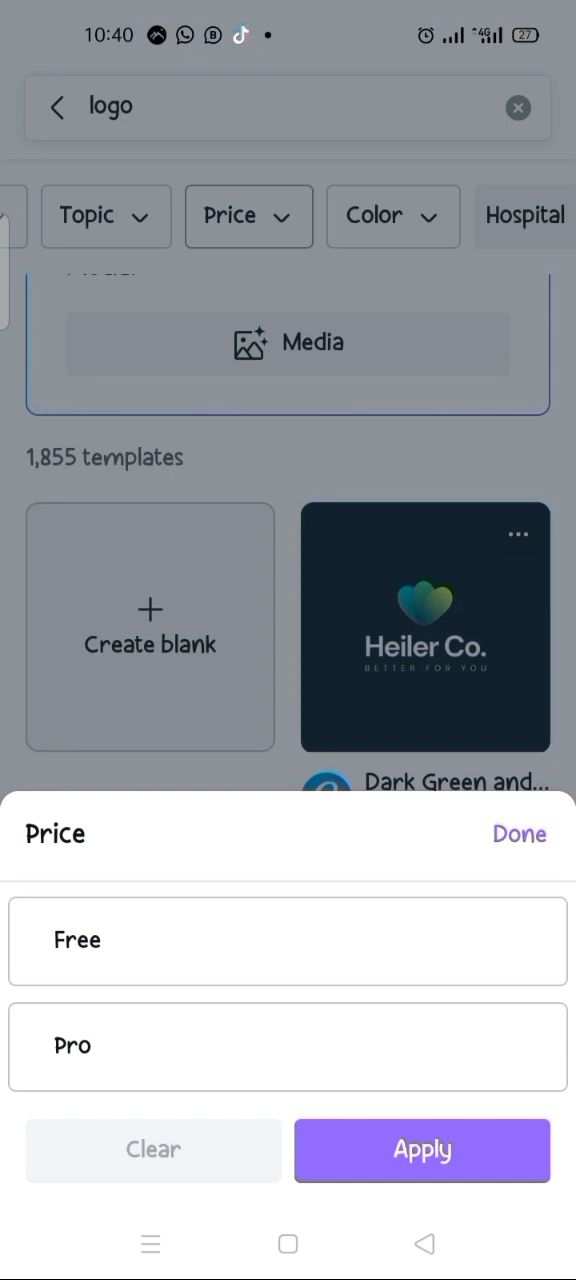 10:40
4G
27
logo
Topic
Price
Color
Hospital
Media
1,855 templates
Create blank
Heiler Co.
BETTER FOR YOU
Dark Green and...
Price
Done
Free
Pro
Clear
Apply